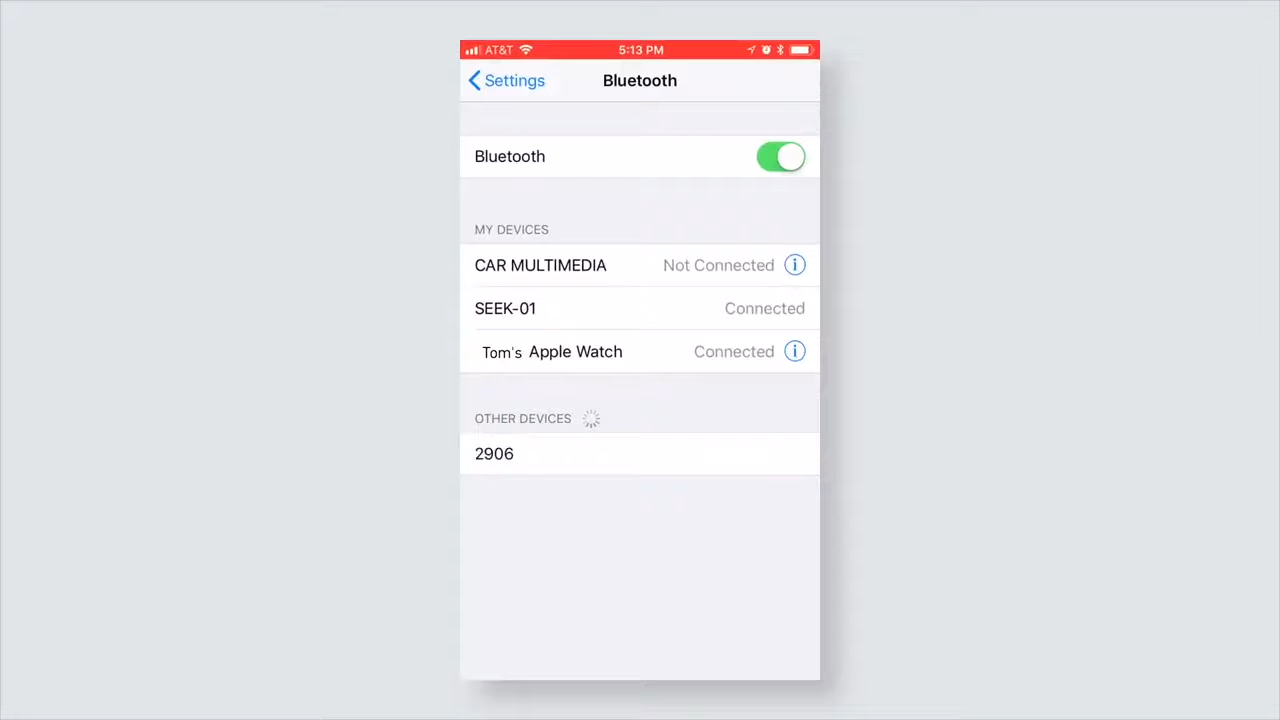 AT&T 5:13 PM
Settings Bluetooth
Bluetooth
MY DEVICES
CAR MULTIMEDIA Not Connected
SEEK-01 Connected
Tom's Apple Watch Connected
OTHER DEVICES
2906